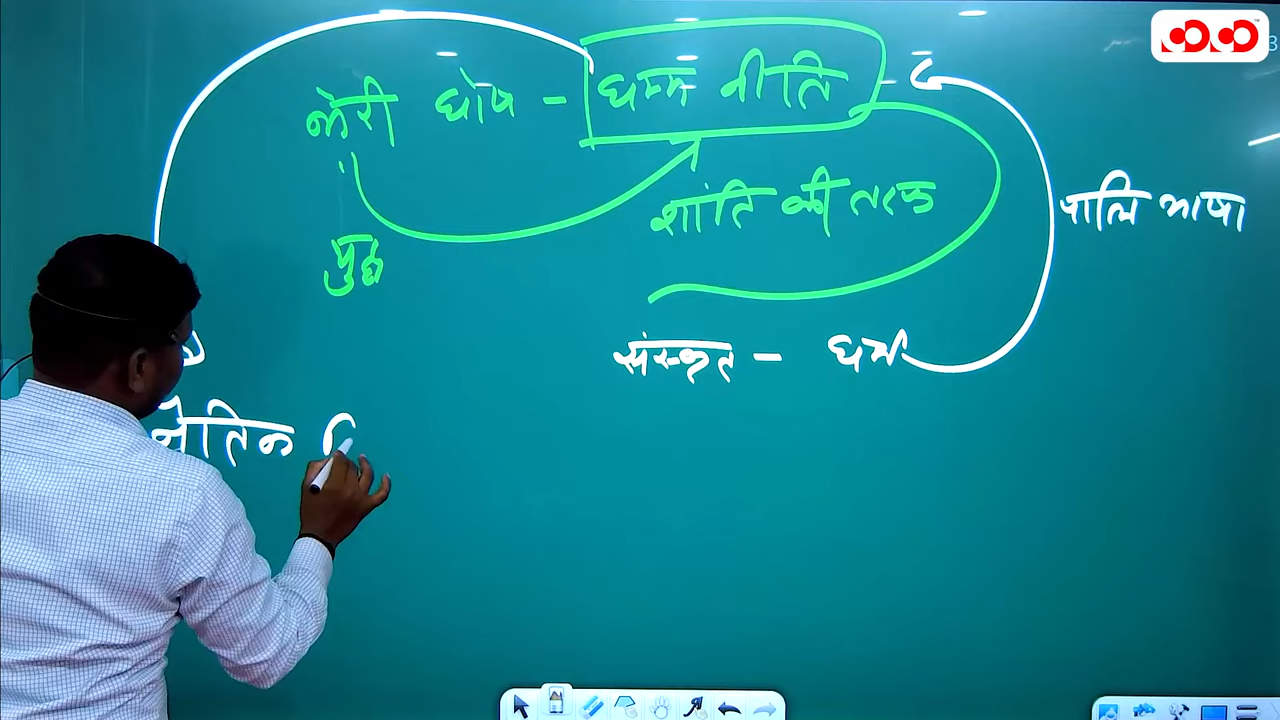 भेरी घोष - धम्म नीति
पालि भाषा
शांति की तरफ
युद्ध
संस्कृत - धर्म
नैतिक